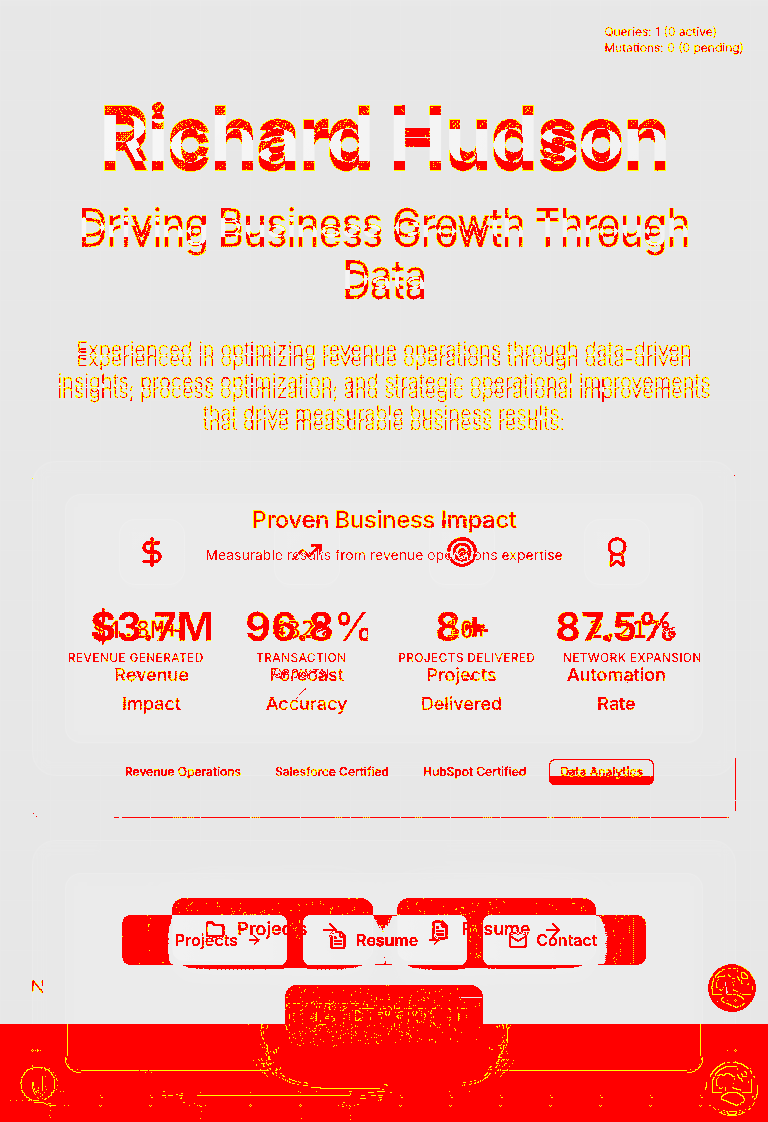 Queries: 1 (0 active)
Mutations: 0 (0 pending)
Richard Hudson
Driving Business Growth Through
Data
Experienced in optimizing revenue operations through data-driven
insights, process optimization, and strategic operational improvements
that drive measurable business results.
Proven Business Impact
Measurable results from revenue operations expertise
$3.7M 96.8% 8+ 87.5%
REVENUE GENERATED TRANSACTION PROJECTS DELIVERED NETWORK EXPANSION
Revenue Forecast Projects Automation
Impact Accuracy Delivered Rate
Revenue Operations Salesforce Certified HubSpot Certified Data Analytics
Projects Resume
Projects Resume Contact